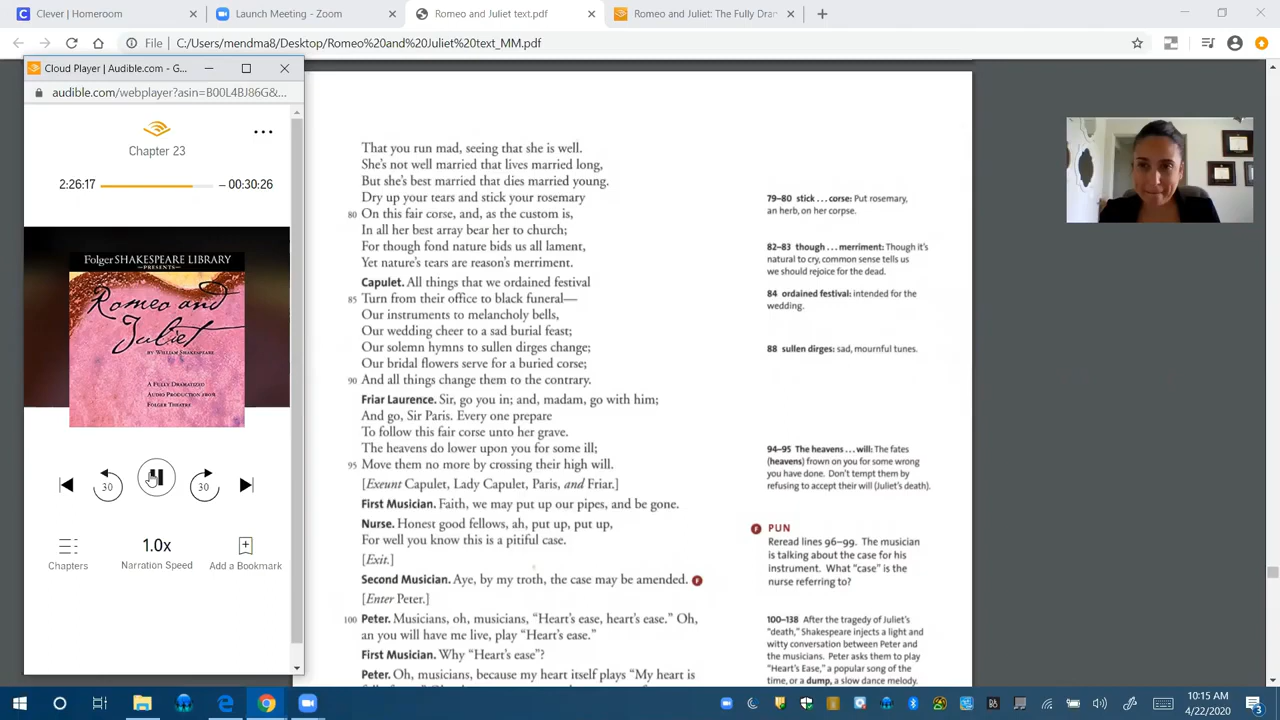 Clever | Homeroom
Launch Meeting - Zoom
Romeo and Juliet text.pdf
Romeo and Juliet: The Fully Dra
File
C:/Users/mendma8/Desktop/Romeo%20and%20Juliet%20text_MM.pdf
Cloud Player | Audible.com - G...
audible.com/webplayer?asin=B00L4BJ86G&...
Chapter 23
2:26:17
– 00:30:26
Folger SHAKESPEARE LIBRARY
PRESENTS
Romeo and
Juliet
BY WILLIAM SHAKESPEARE
A FULLY DRAMATIZED
AUDIO PRODUCTION FROM
FOLGER THEATRE
30
30
1.0x
Chapters
Narration Speed
Add a Bookmark
That you run mad, seeing that she is well.
She's not well married that lives married long,
But she's best married that dies married young.
Dry up your tears and stick your rosemary
80 On this fair corse, and, as the custom is,
In all her best array bear her to church;
For though fond nature bids us all lament,
Yet nature's tears are reason's merriment.
Capulet. All things that we ordained festival
85 Turn from their office to black funeral—
Our instruments to melancholy bells,
Our wedding cheer to a sad burial feast;
Our solemn hymns to sullen dirges change;
Our bridal flowers serve for a buried corse;
90 And all things change them to the contrary.
Friar Laurence. Sir, go you in; and, madam, go with him;
And go, Sir Paris. Every one prepare
To follow this fair corse unto her grave.
The heavens do lower upon you for some ill;
95 Move them no more by crossing their high will.
[Exeunt Capulet, Lady Capulet, Paris, and Friar.]
First Musician. Faith, we may put up our pipes, and be gone.
Nurse. Honest good fellows, ah, put up, put up,
For well you know this is a pitiful case.
[Exit.]
Second Musician. Aye, by my troth, the case may be amended. F
[Enter Peter.]
100 Peter. Musicians, oh, musicians, “Heart's ease, heart's ease.” Oh,
an you will have me live, play “Heart's ease.”
First Musician. Why “Heart's ease”?
Peter. Oh, musicians, because my heart itself plays “My heart is
79–80 stick . . . corse: Put rosemary,
an herb, on her corpse.
82–83 though . . . merriment: Though it's
natural to cry, common sense tells us
we should rejoice for the dead.
84 ordained festival: intended for the
wedding.
88 sullen dirges: sad, mournful tunes.
94–95 The heavens . . . will: The fates
(heavens) frown on you for some wrong
you have done. Don't tempt them by
refusing to accept their will (Juliet's death).
F PUN
Reread lines 96–99. The musician
is talking about the case for his
instrument. What “case” is the
nurse referring to?
100–138 After the tragedy of Juliet's
“death,” Shakespeare injects a light and
witty conversation between Peter and
the musicians. Peter asks them to play
“Heart's Ease,” a popular song of the
time, or a dump, a slow dance melody.
10:15 AM
4/22/2020
3